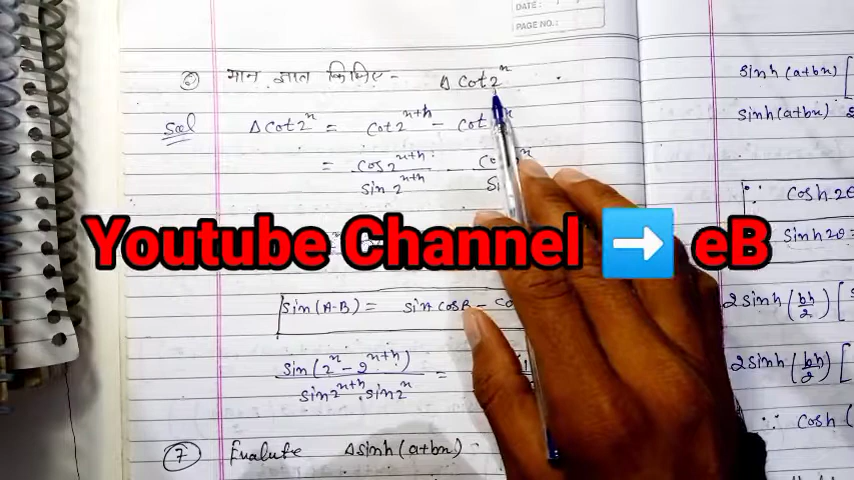 DATE:
PAGE NO.:
⑥ मान ज्ञात किजिए - Δ cot 2^x
Sol Δ cot 2^x = cot 2^{x+h} - cot
= cos 2^{x+h} / sin 2^{x+h} -
Youtube Channel ➡ eB
sin(A-B) = sinA cosB -
sin(2^x - 2^{x+h}) / sin 2^{x+h} . sin 2^x =
⑦ Evaluate Δ sinh(a+bx) -
sinh(a+bx) [
sinh(a+bx)
∵ cosh 2θ
sinh 2θ =
2 sinh (bh/2) [
2 sinh (bh/2) [
∵ cosh (